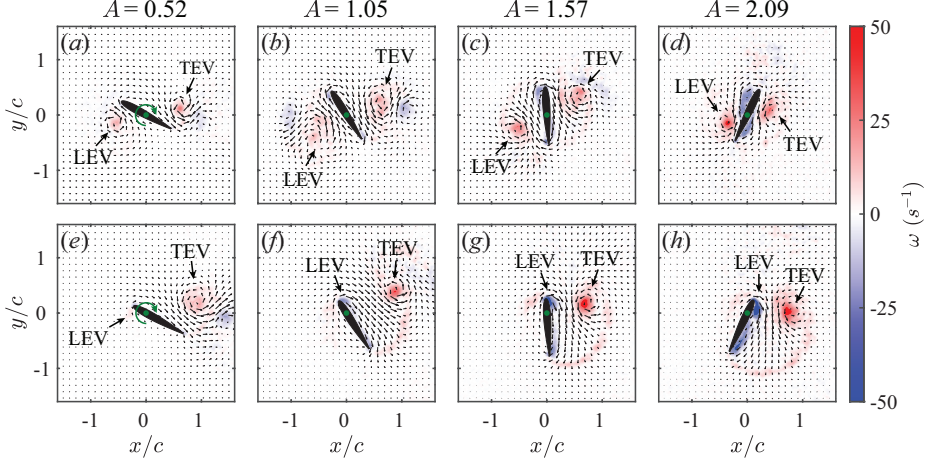 A = 0.52 A = 1.05 A = 1.57 A = 2.09
(a) (b) (c) (d)
TEV TEV TEV LEV
LEV LEV LEV TEV
1
0
-1
y/c
(e) (f) (g) (h)
TEV LEV TEV LEV TEV LEV TEV
LEV
1
0
-1
y/c
-1 0 1 -1 0 1 -1 0 1 -1 0 1
x/c x/c x/c x/c
50
25
0
-25
-50
ω (s⁻¹)